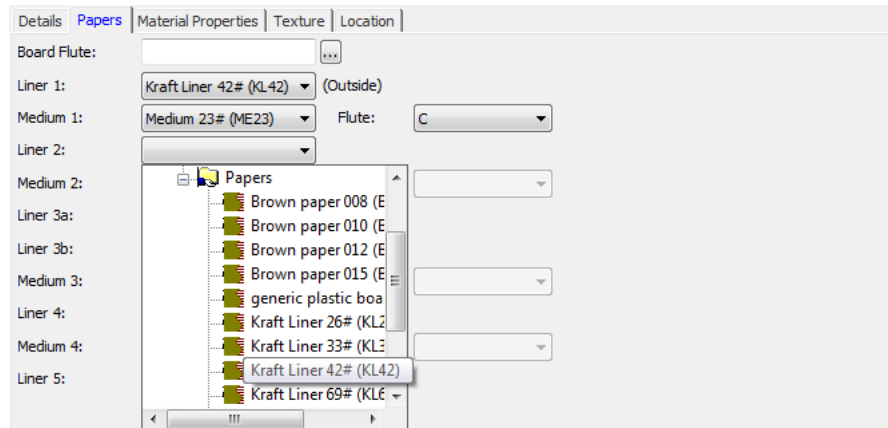 Details Papers Material Properties Texture Location
Board Flute: ...
Liner 1: Kraft Liner 42# (KL42) (Outside)
Medium 1: Medium 23# (ME23) Flute: C
Liner 2:
Papers
Medium 2:
Brown paper 008 (E
Liner 3a:
Brown paper 010 (E
Liner 3b:
Brown paper 012 (E
Brown paper 015 (E
Medium 3:
generic plastic boa
Liner 4:
Kraft Liner 26# (KL2
Medium 4:
Kraft Liner 33# (KL3
Kraft Liner 42# (KL42)
Liner 5:
Kraft Liner 69# (KL6